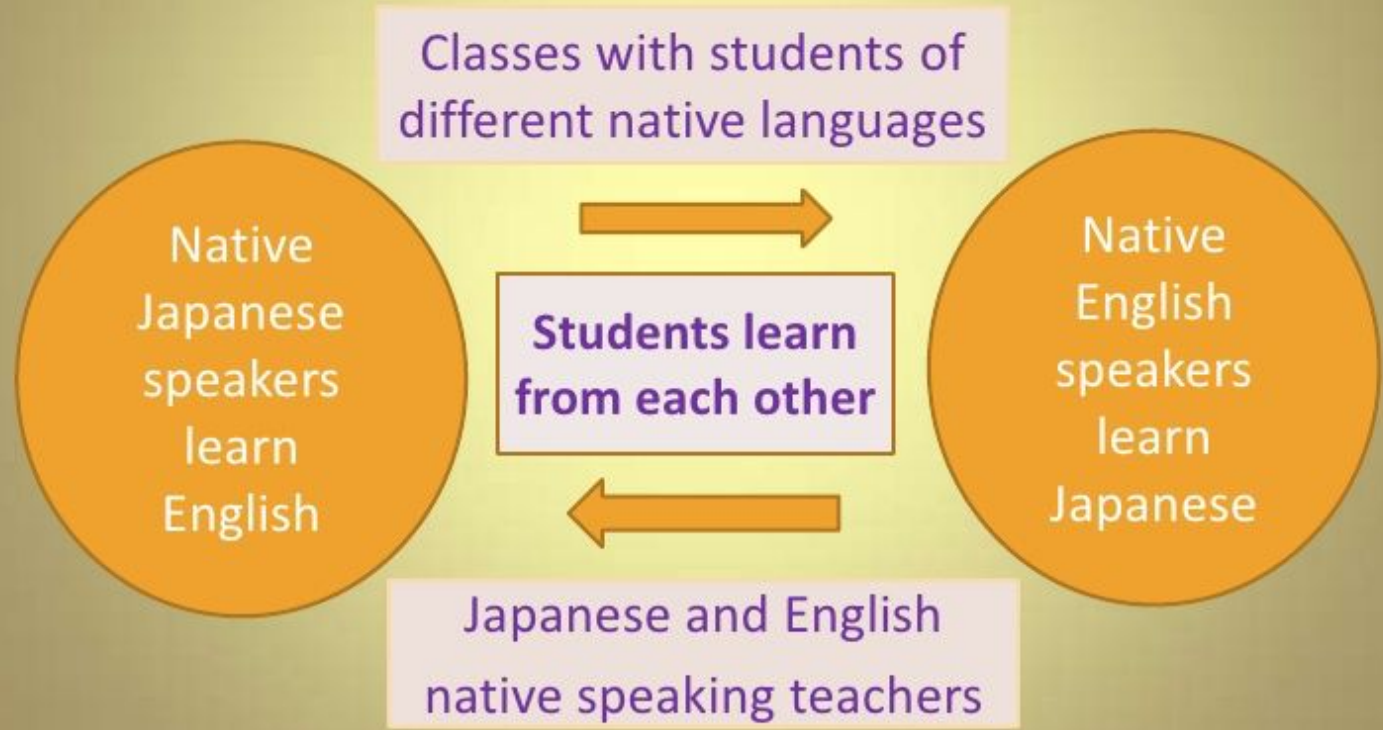 Classes with students of
different native languages
Native
Japanese
speakers
learn
English
Students learn
from each other
Native
English
speakers
learn
Japanese
Japanese and English
native speaking teachers